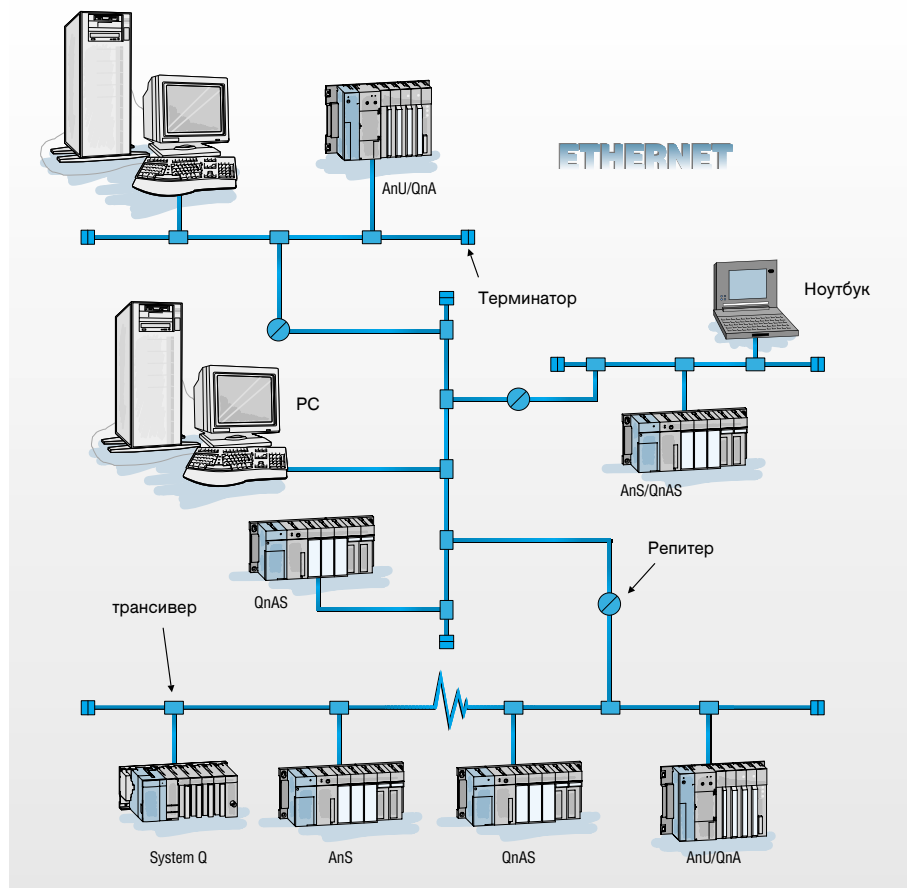 ETHERNET
AnU/QnA
Терминатор
Ноутбук
PC
AnS/QnAS
Репитер
QnAS
трансивер
System Q
AnS
QnAS
AnU/QnA